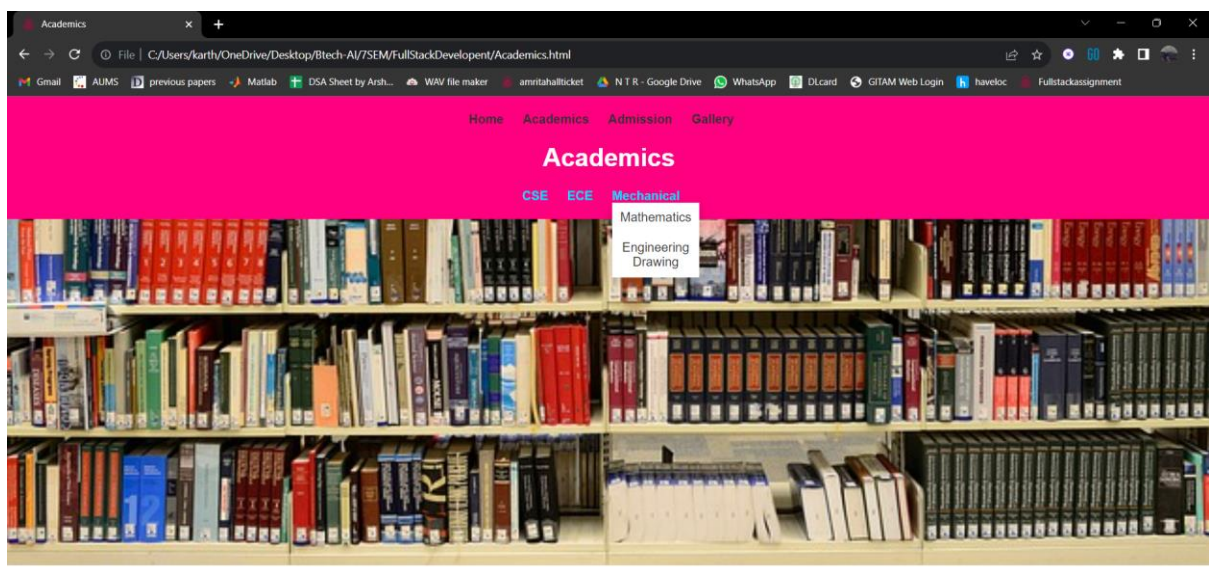 Academics
File | C:/Users/karth/OneDrive/Desktop/Btech-AI/7SEM/FullStackDevelopent/Academics.html
Gmail AUMS previous papers Matlab DSA Sheet by Arsh... WAV file maker amritahallticket N T R - Google Drive WhatsApp DLcard GITAM Web Login haveloc Fullstackassignment
Home Academics Admission Gallery
Academics
CSE ECE Mechanical
Mathematics
Engineering
Drawing